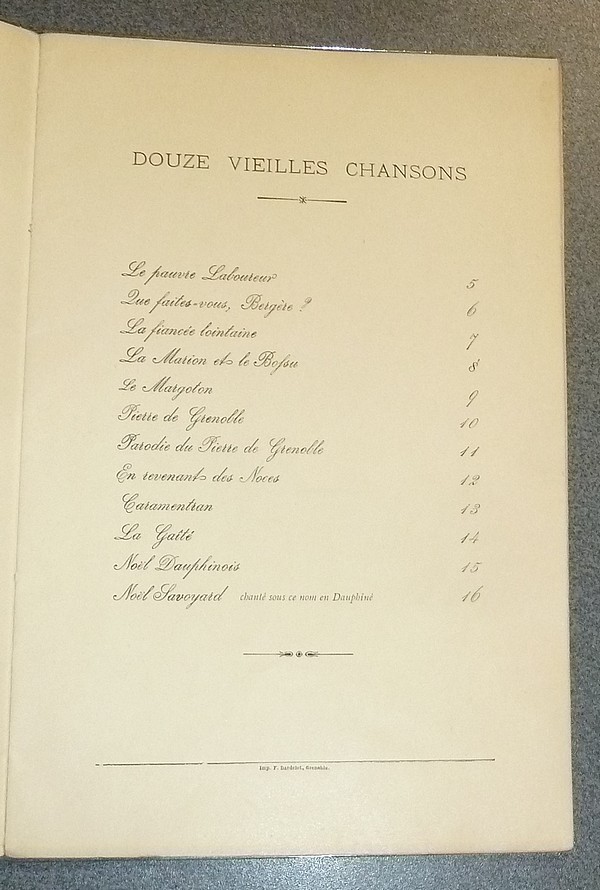 DOUZE VIEILLES CHANSONS
Le pauvre Laboureur 5
Que faites-vous, Bergère ? 6
La fiancée lointaine 7
La Marion et le Bossu 8
Le Margoton 9
Pierre de Grenoble 10
Parodie du Pierre de Grenoble 11
En revenant des Noces 12
Caramentran 13
La Gaîté 14
Noël Dauphinois 15
Noël Savoyard chanté sous ce nom en Dauphiné 16
Imp. F. Grenoble.